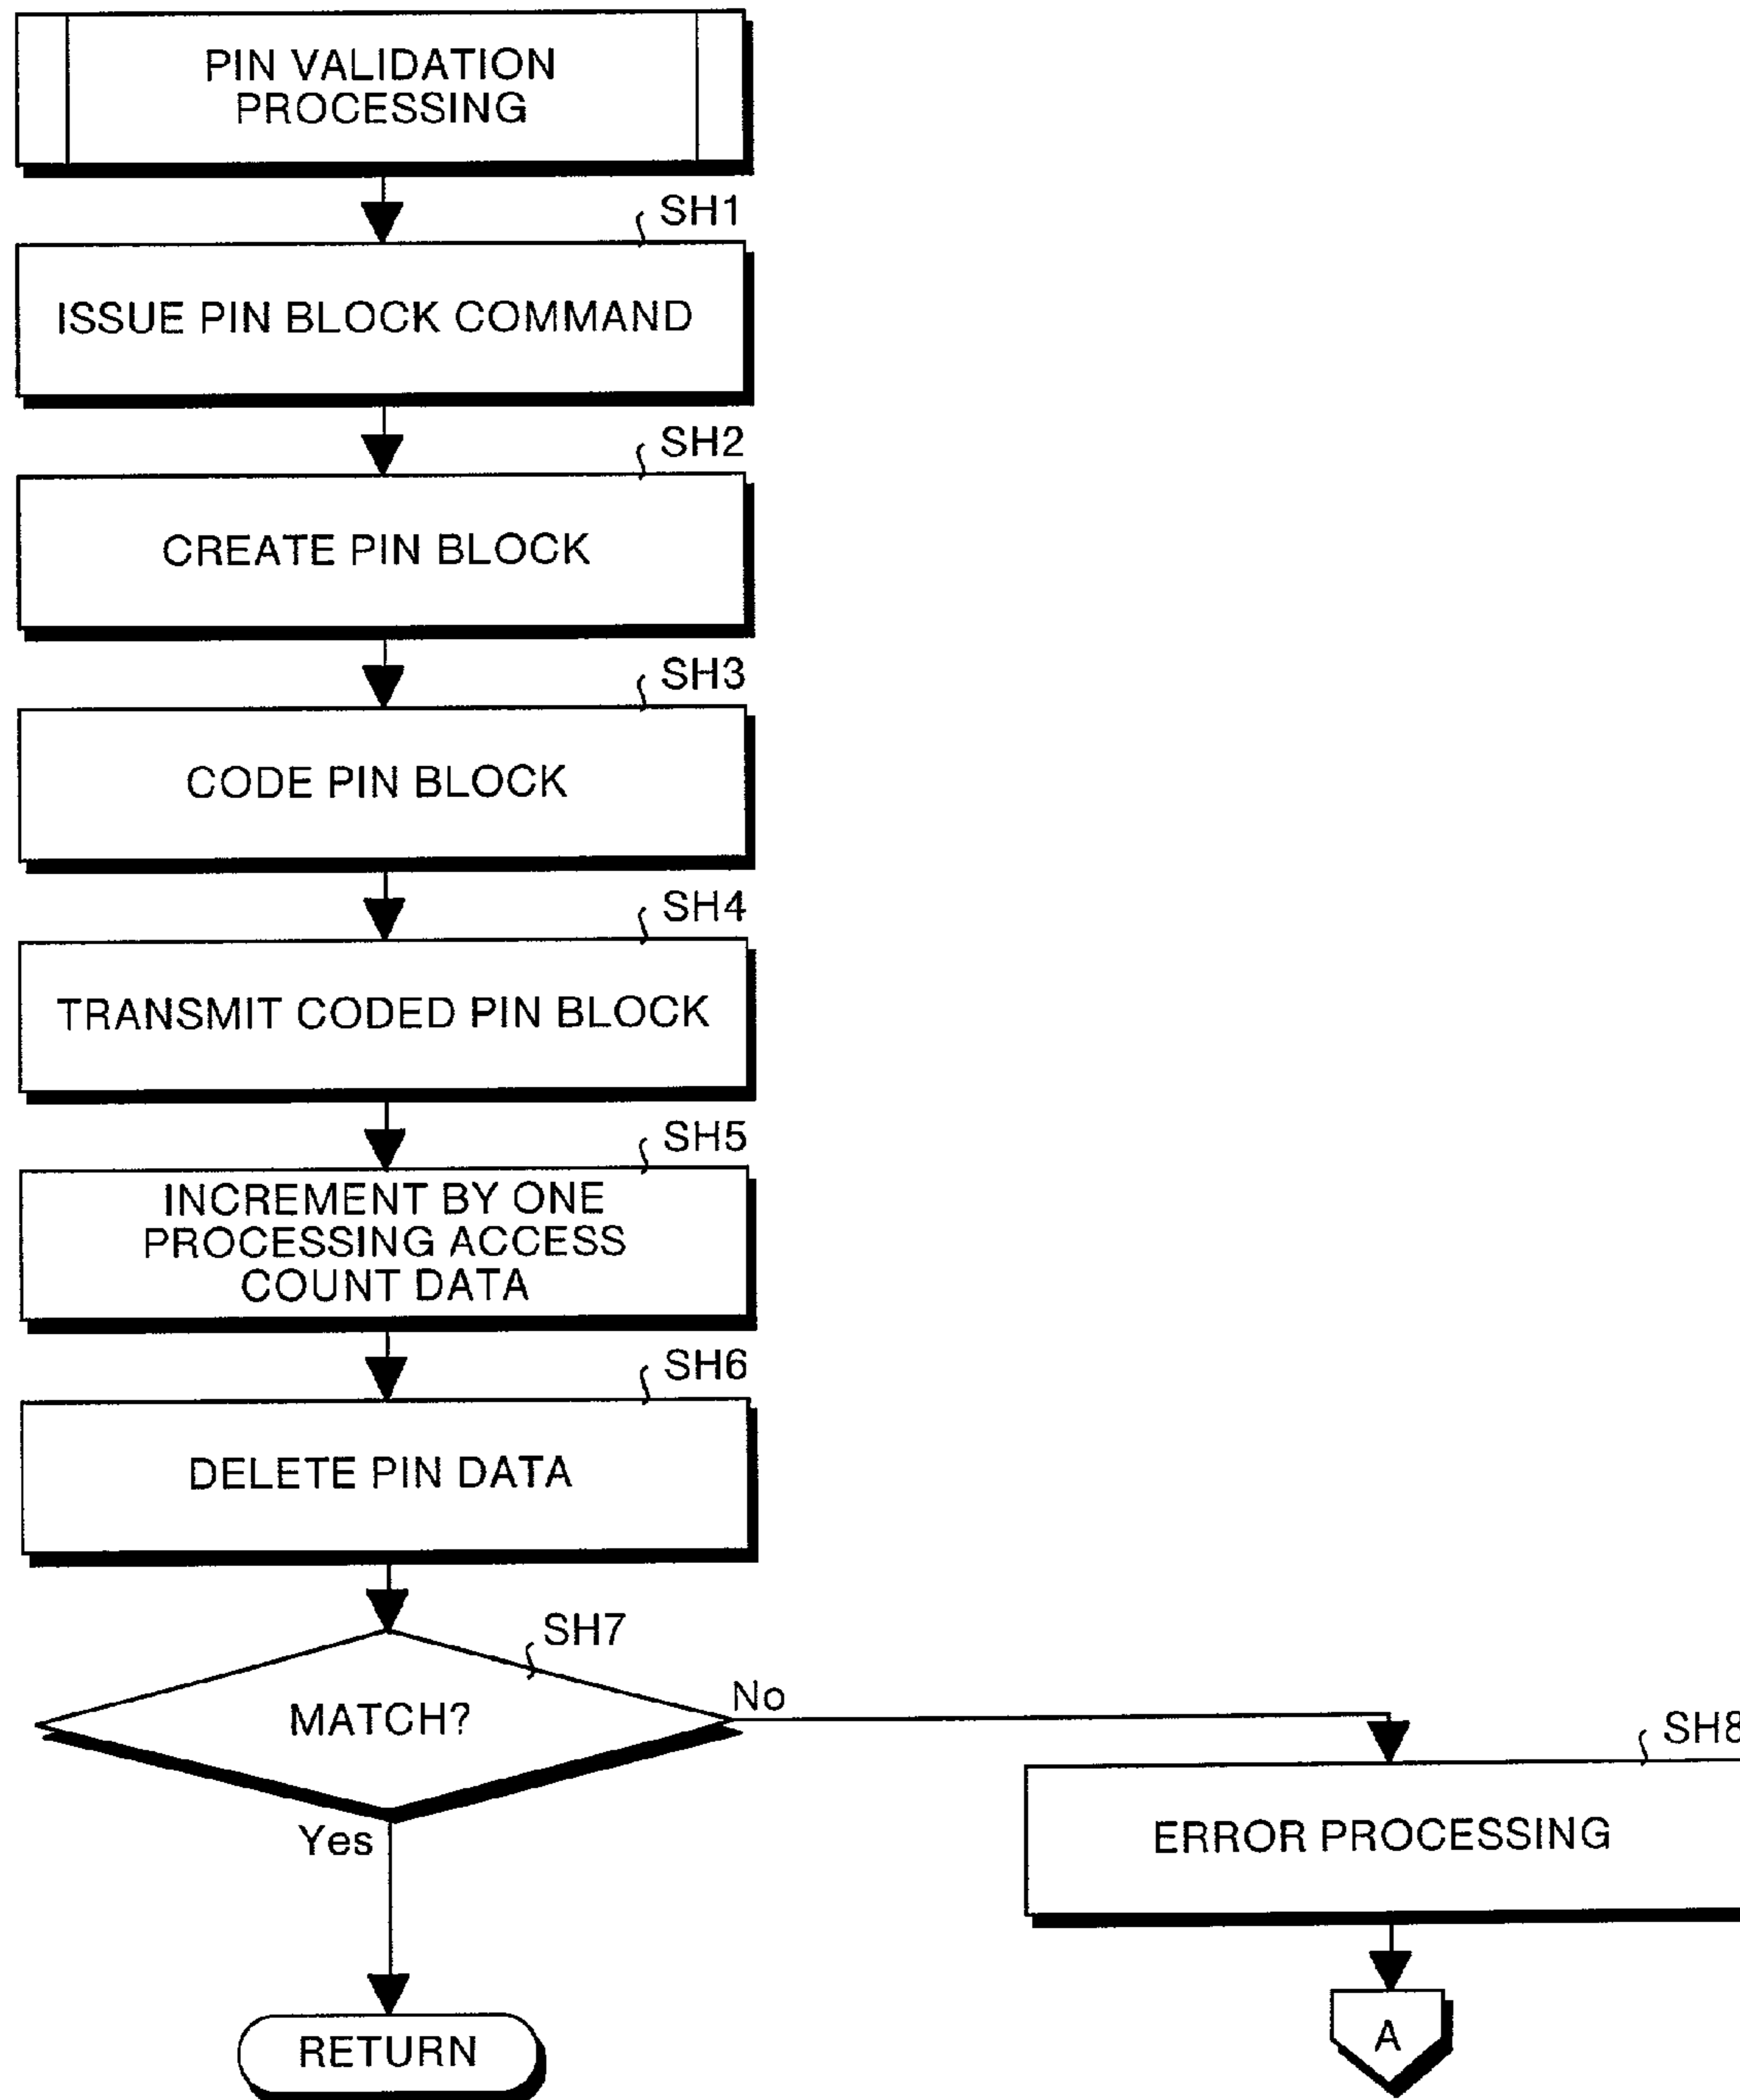 PIN VALIDATION
PROCESSING
SH1
ISSUE PIN BLOCK COMMAND
SH2
CREATE PIN BLOCK
SH3
CODE PIN BLOCK
SH4
TRANSMIT CODED PIN BLOCK
SH5
INCREMENT BY ONE
PROCESSING ACCESS
COUNT DATA
SH6
DELETE PIN DATA
SH7
MATCH?
No
Yes
SH8
ERROR PROCESSING
RETURN
A